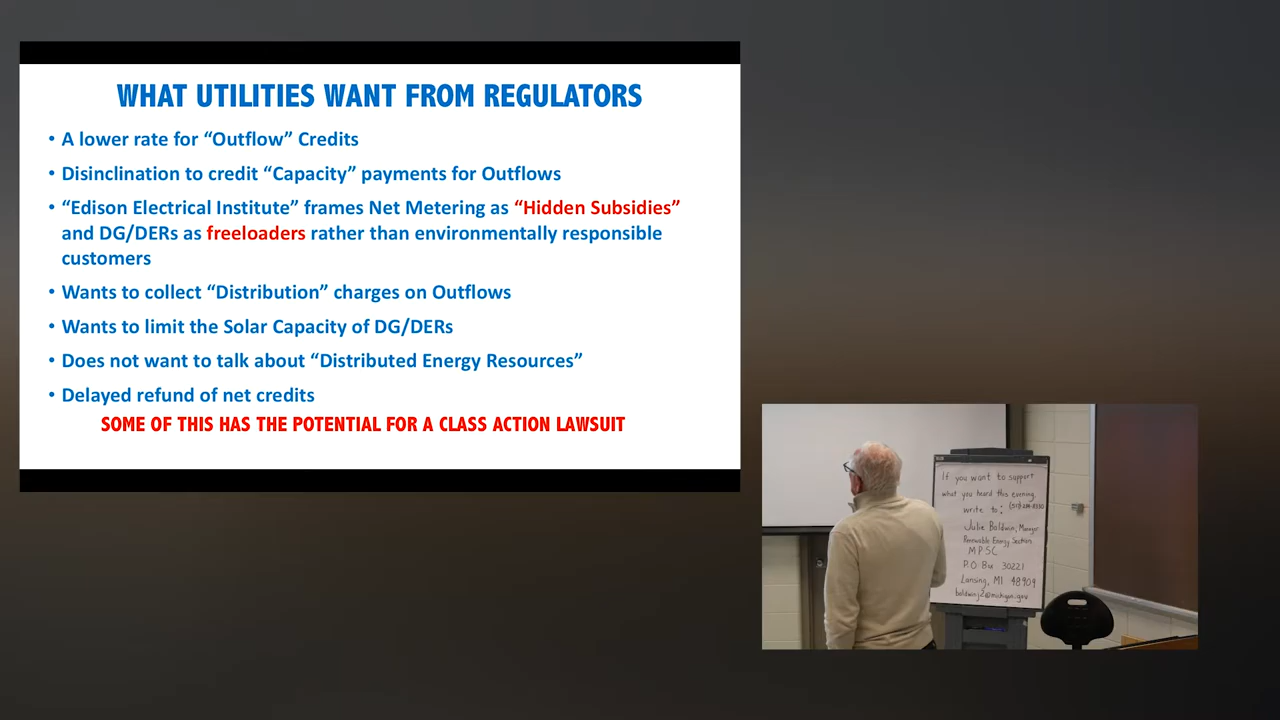 WHAT UTILITIES WANT FROM REGULATORS
• A lower rate for “Outflow” Credits
• Disinclination to credit “Capacity” payments for Outflows
• “Edison Electrical Institute” frames Net Metering as “Hidden Subsidies”
and DG/DERs as freeloaders rather than environmentally responsible
customers
• Wants to collect “Distribution” charges on Outflows
• Wants to limit the Solar Capacity of DG/DERs
• Does not want to talk about “Distributed Energy Resources”
• Delayed refund of net credits
SOME OF THIS HAS THE POTENTIAL FOR A CLASS ACTION LAWSUIT
If you want to support
what you heard this evening,
write to:
Julie Baldwin, Manager
Renewable Energy Section
MPSC
P.O Box 30221
Lansing, MI 48909
baldwinj2@michigan.gov